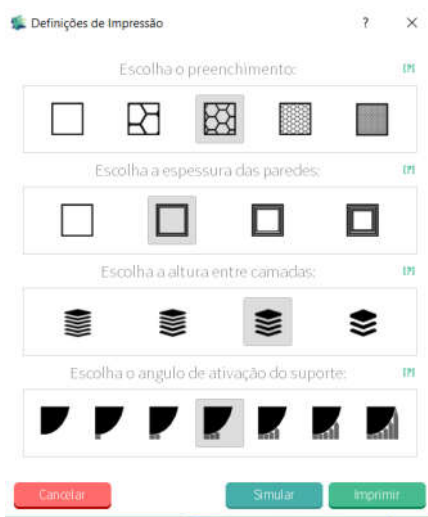 Definições de Impressão ? ×
Escolha o preenchimento: [?]
Escolha a espessura das paredes: [?]
Escolha a altura entre camadas: [?]
Escolha o angulo de ativação do suporte: [?]
Cancelar Simular Imprimir